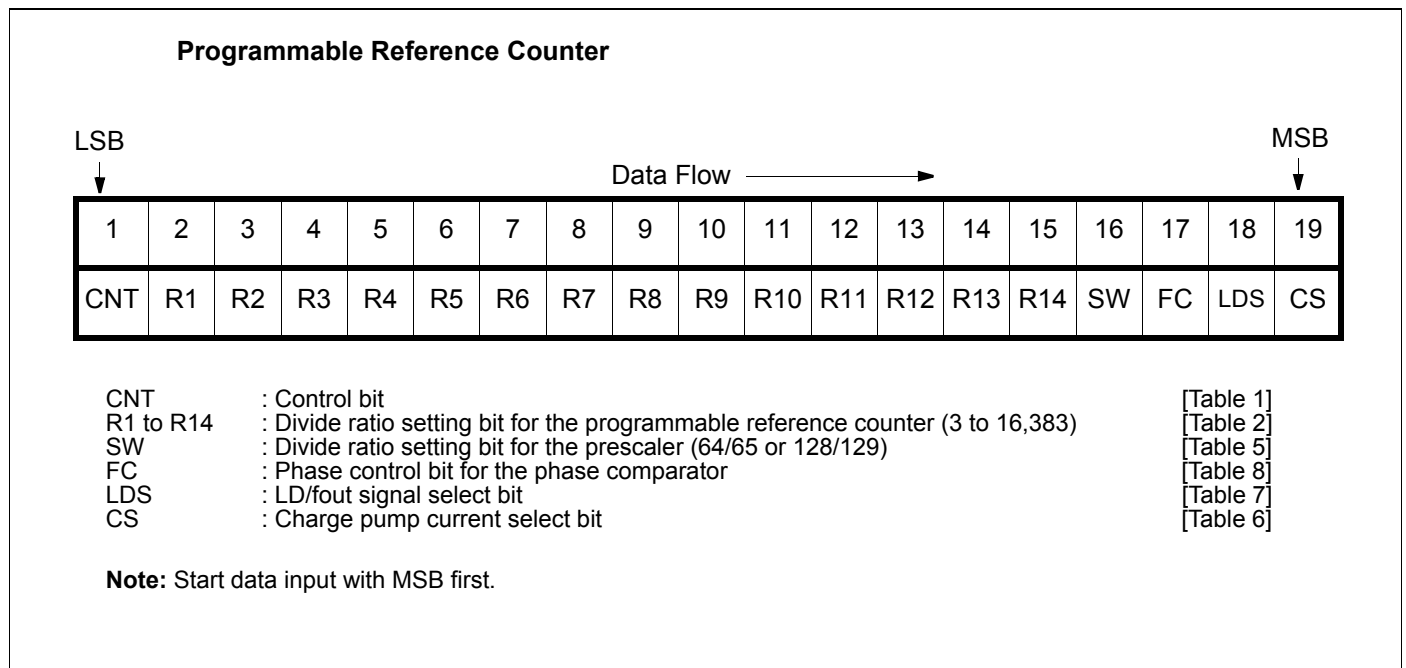 Programmable Reference Counter
LSB MSB
Data Flow
1 2 3 4 5 6 7 8 9 10 11 12 13 14 15 16 17 18 19
CNT R1 R2 R3 R4 R5 R6 R7 R8 R9 R10 R11 R12 R13 R14 SW FC LDS CS
CNT : Control bit [Table 1]
R1 to R14 : Divide ratio setting bit for the programmable reference counter (3 to 16,383) [Table 2]
SW : Divide ratio setting bit for the prescaler (64/65 or 128/129) [Table 5]
FC : Phase control bit for the phase comparator [Table 8]
LDS : LD/fout signal select bit [Table 7]
CS : Charge pump current select bit [Table 6]
Note: Start data input with MSB first.